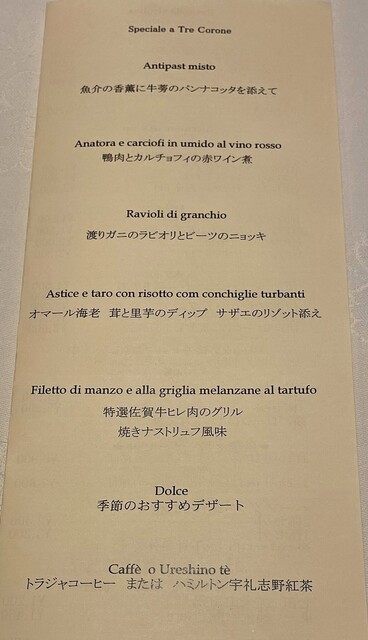 Speciale a Tre Corone
Antipast misto
魚介の香薫に牛蒡のパンナコッタを添えて
Anatora e carciofi in umido al vino rosso
鴨肉とカルチョフィの赤ワイン煮
Ravioli di granchio
渡りガニのラビオリとビーツのニョッキ
Astice e taro con risotto com conchiglie turbanti
オマール海老 茸と里芋のディップ サザエのリゾット添え
Filetto di manzo e alla griglia melanzane al tartufo
特選佐賀牛ヒレ肉のグリル
焼きナストリュフ風味
Dolce
季節のおすすめデザート
Caffè o Ureshino tè
トラジャコーヒー または ハミルトン宇礼志野紅茶